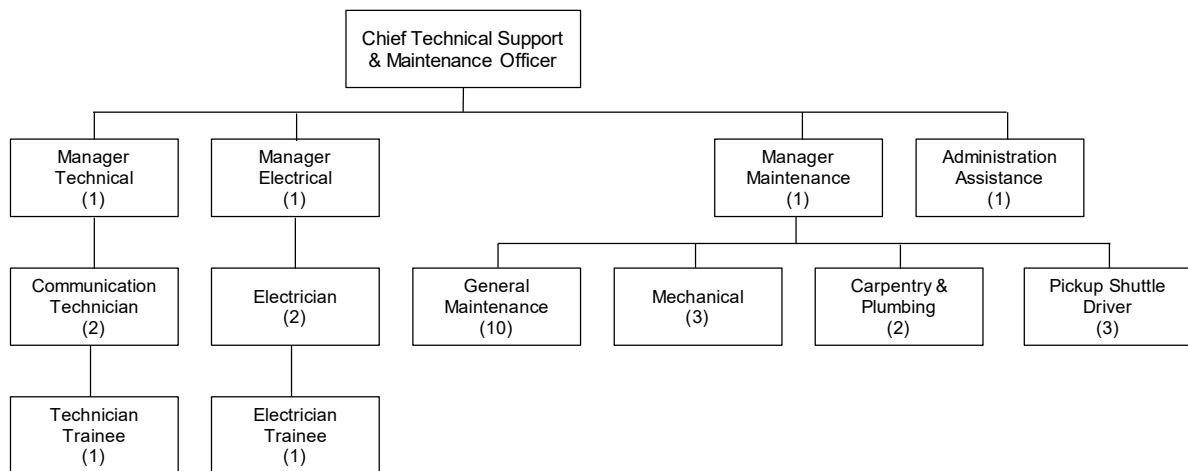 Chief Technical Support
& Maintenance Officer
Manager
Technical
(1)
Manager
Electrical
(1)
Manager
Maintenance
(1)
Administration
Assistance
(1)
Communication
Technician
(2)
Electrician
(2)
General
Maintenance
(10)
Mechanical
(3)
Carpentry &
Plumbing
(2)
Pickup Shuttle
Driver
(3)
Technician
Trainee
(1)
Electrician
Trainee
(1)